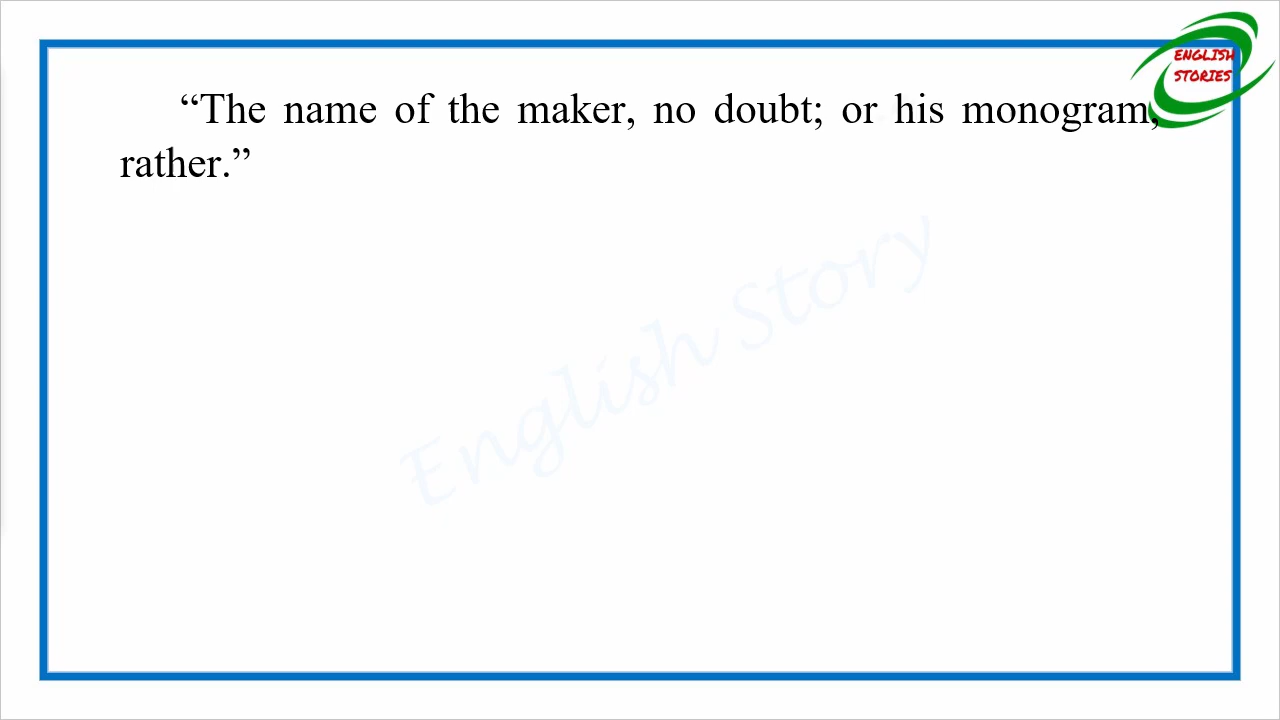 ENGLISH
STORIES
“The name of the maker, no doubt; or his monogram,
rather.”
English Story